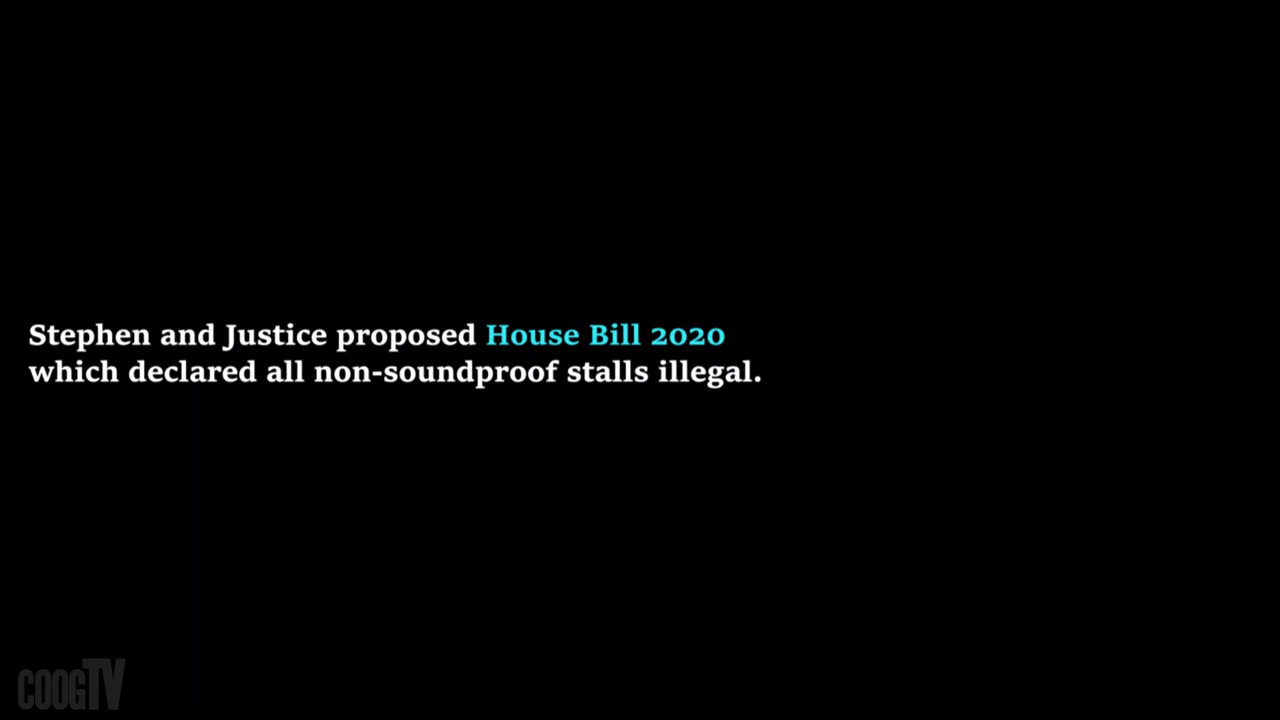 Stephen and Justice proposed House Bill 2020
which declared all non-soundproof stalls illegal.
COOGTV